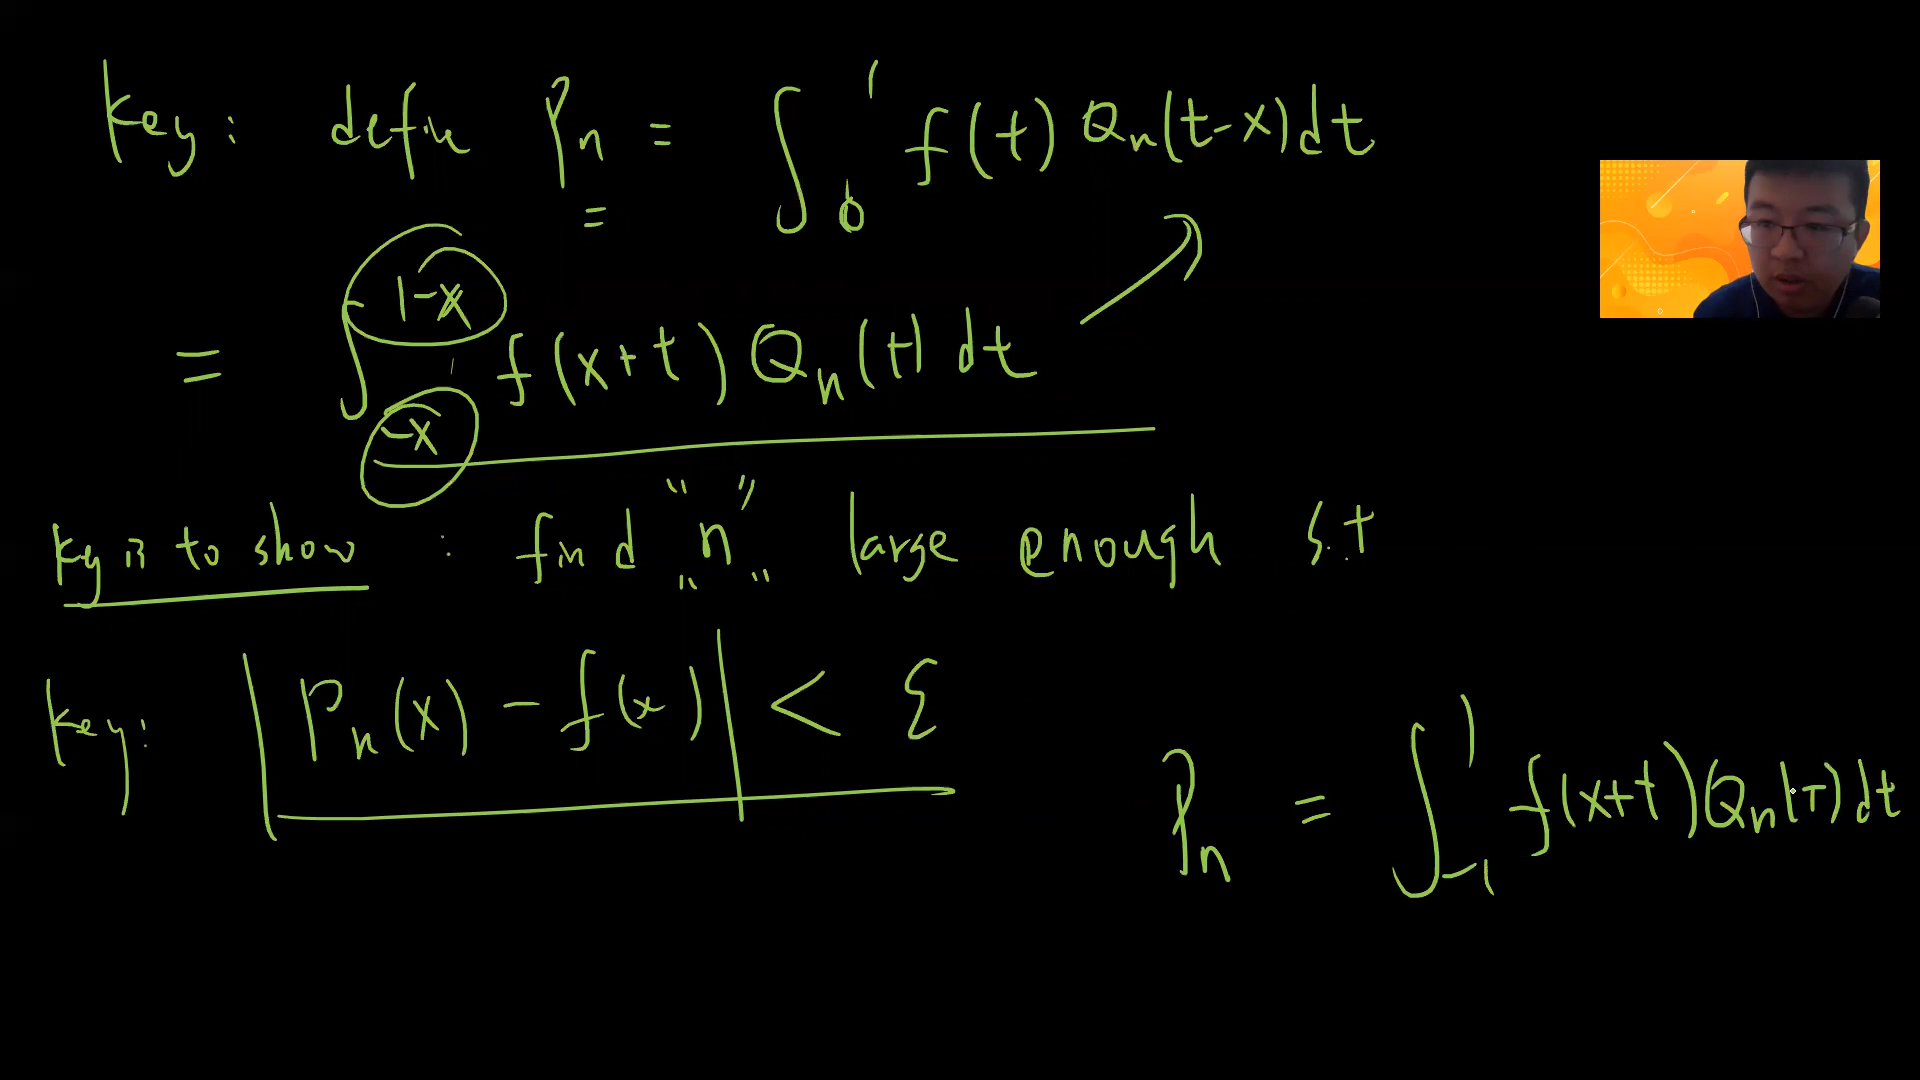 Key: define Pn = ∫₀¹ f(t) Qn(t-x)dt
=
= ∫₋ₓ¹⁻ˣ f(x+t) Qn(t) dt
Key is to show : find "n" large enough s.t
Key: |Pn(x) - f(x)| < ε
Pn = ∫₋₁¹ f(x+t) Qn(t) dt